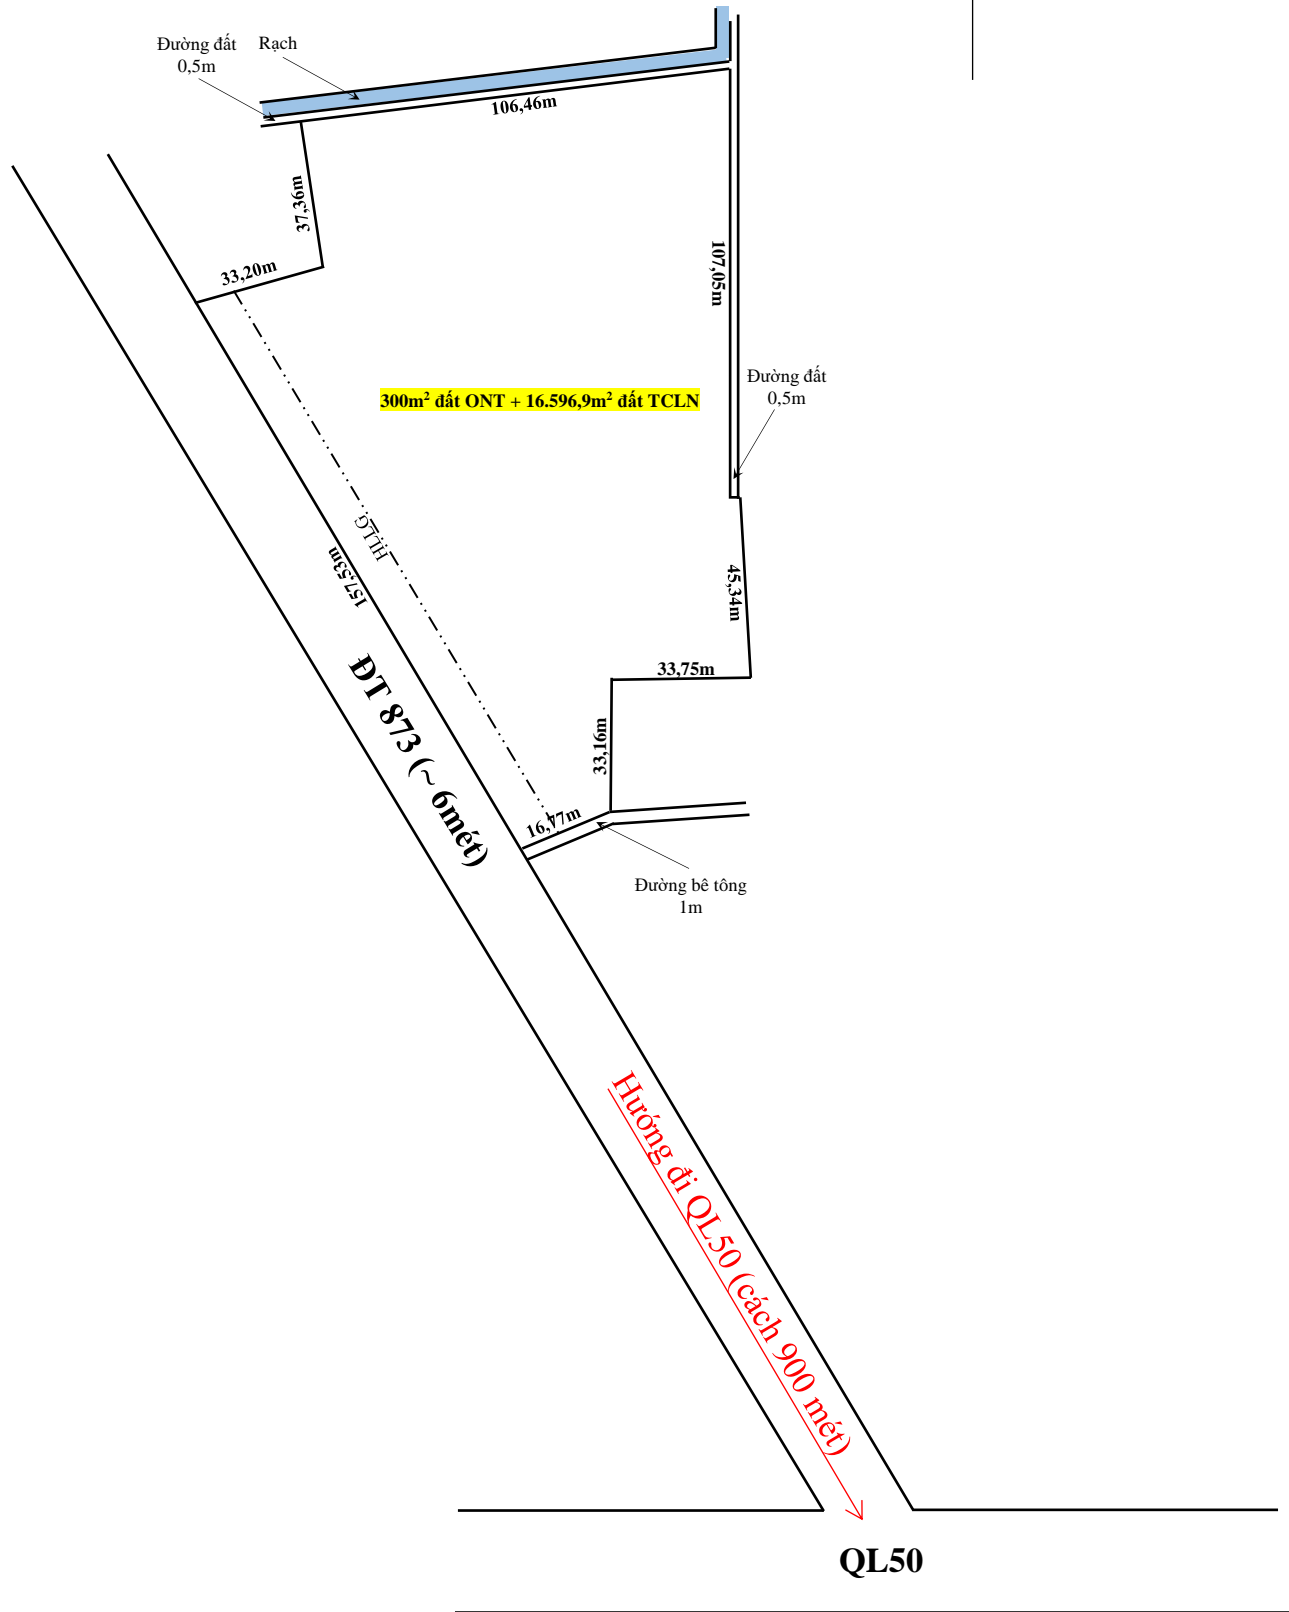 Đường đất
0,5m
Rạch
106,46m
37,36m
33,20m
107,05m
Đường đất
0,5m
300m² đất ONT + 16.596,9m² đất TCLN
HLLG
157,53m
45,34m
33,75m
ĐT 873 (~ 6mét)
33,16m
16,77m
Đường bê tông
1m
Hướng đi QL50 (cách 900 mét)
QL50